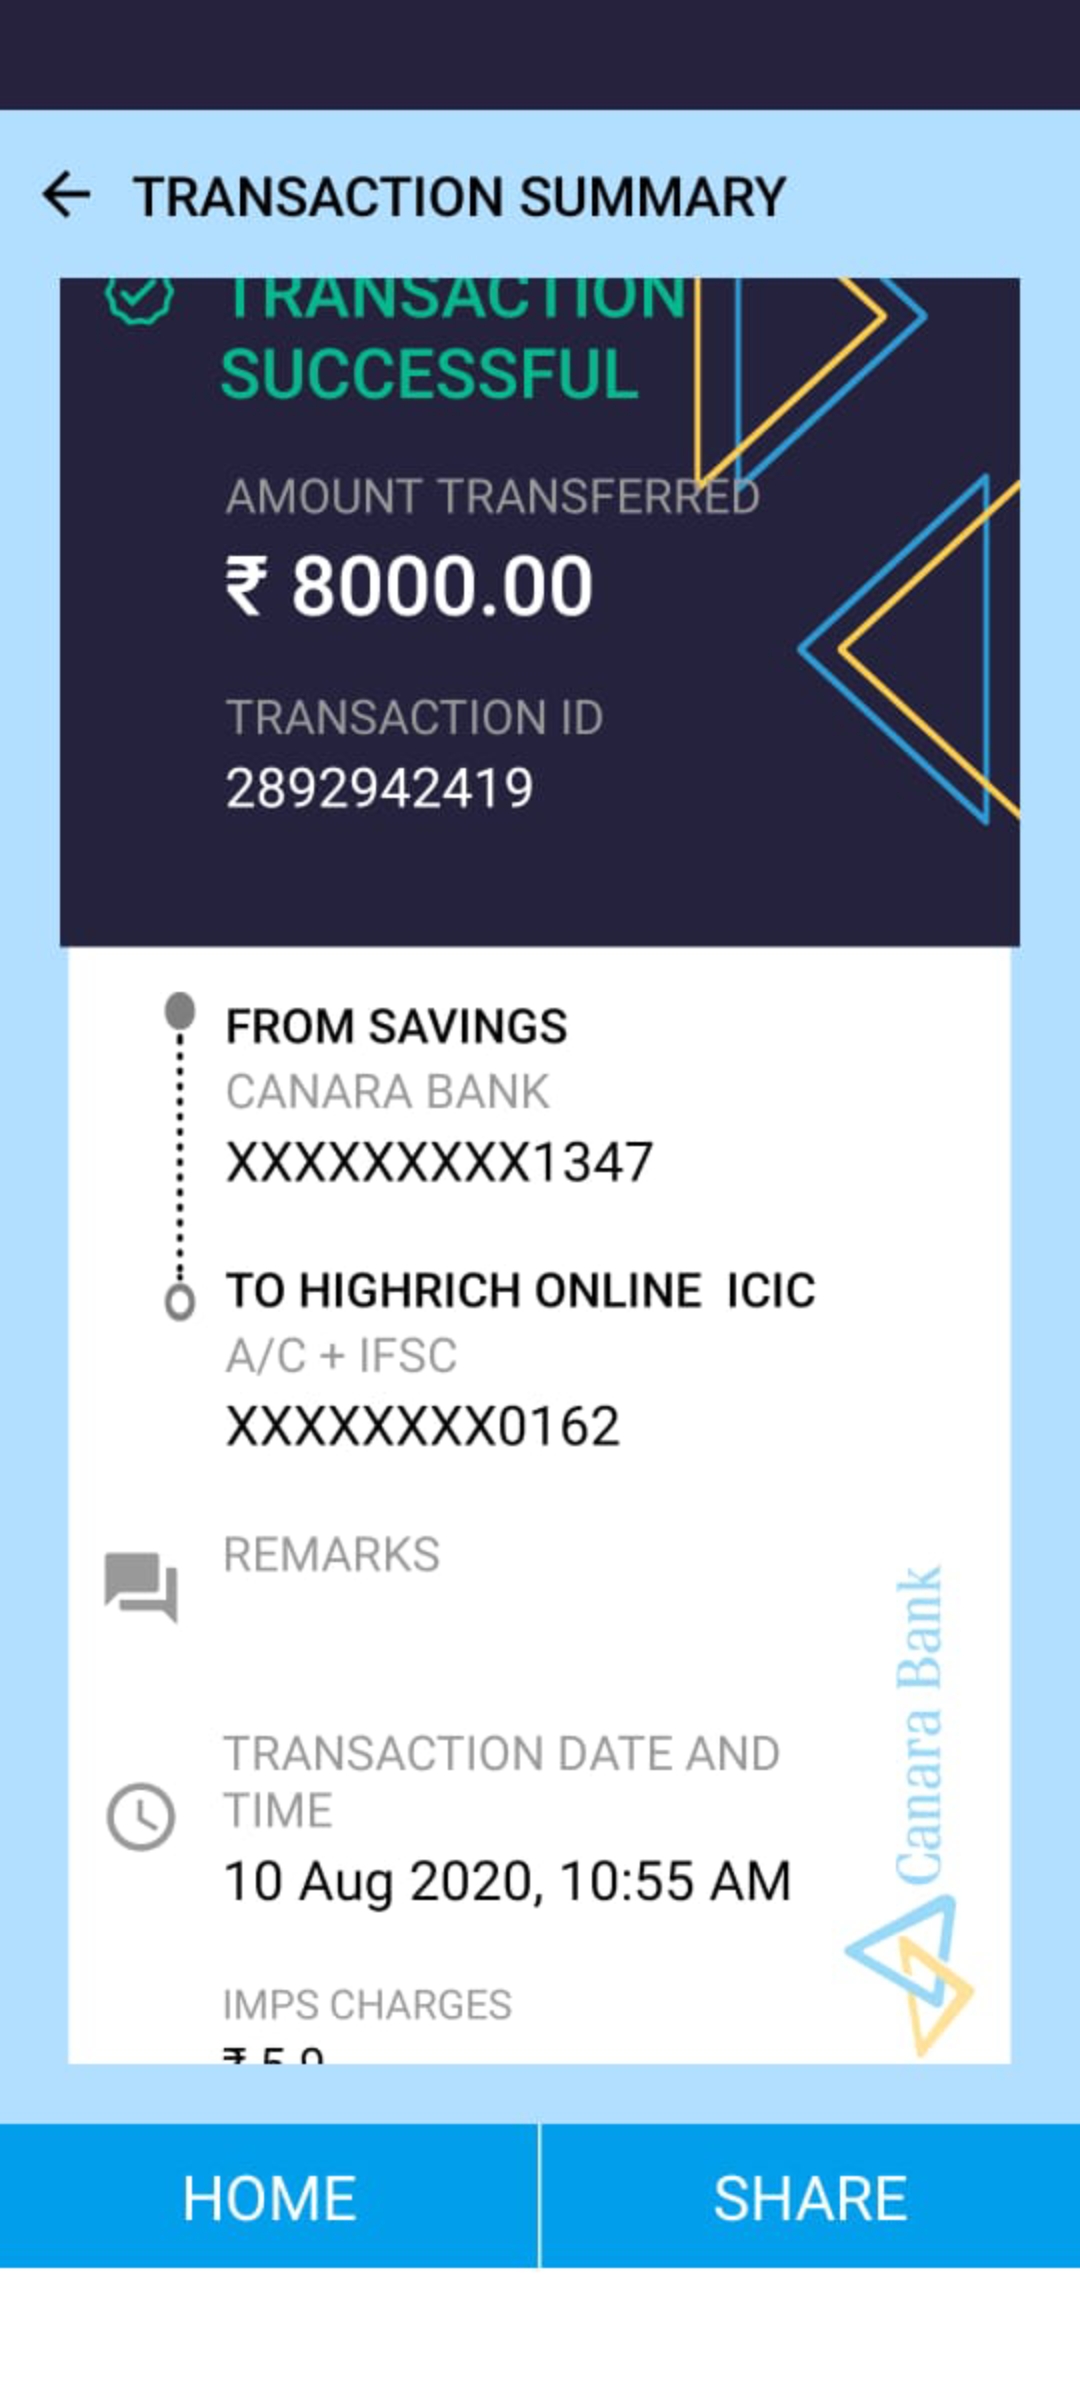 TRANSACTION SUMMARY
TRANSACTION
SUCCESSFUL
AMOUNT TRANSFERRED
₹ 8000.00
TRANSACTION ID
2892942419
FROM SAVINGS
CANARA BANK
XXXXXXXXX1347
TO HIGHRICH ONLINE  ICIC
A/C + IFSC
XXXXXXXX0162
REMARKS
TRANSACTION DATE AND
TIME
10 Aug 2020, 10:55 AM
IMPS CHARGES
Canara Bank
HOME
SHARE